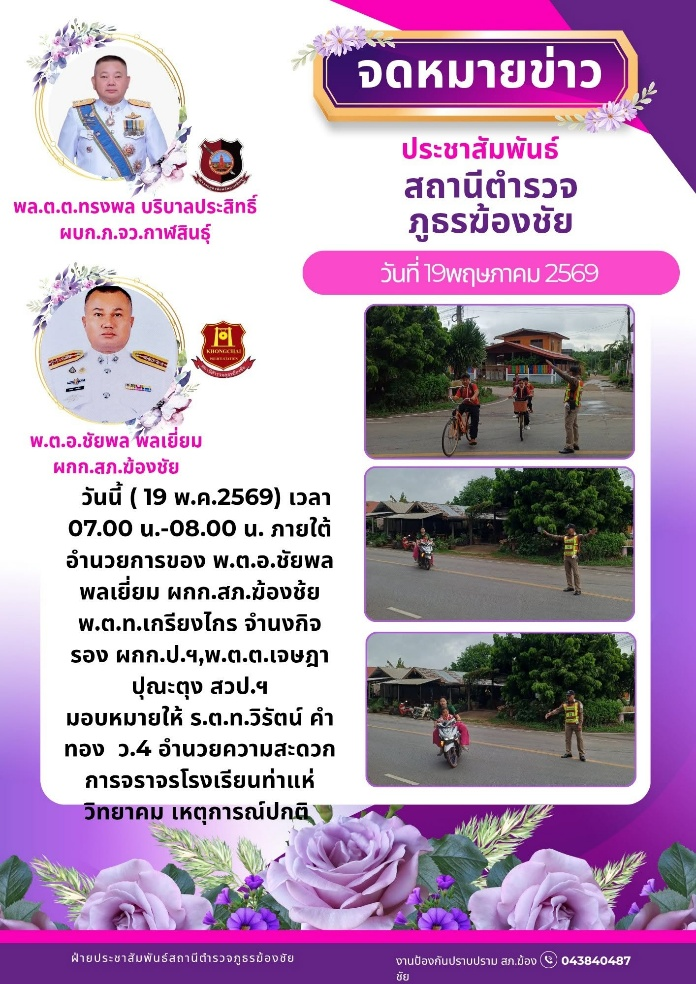 จดหมายข่าว
ประชาสัมพันธ์
สถานีตำรวจ
ภูธรฆ้องชัย
วันที่ 19พฤษภาคม 2569
พล.ต.ต.ทรงพล บริบาลประสิทธิ์
ผบก.ภ.จว.กาฬสินธุ์
KHONGCHAI
POLICE STATION
พ.ต.อ.ชัยพล พลเยี่ยม
ผกก.สภ.ฆ้องชัย
วันนี้ ( 19 พ.ค.2569) เวลา
07.00 น.-08.00 น. ภายใต้
อำนวยการของ พ.ต.อ.ชัยพล
พลเยี่ยม ผกก.สภ.ฆ้องชัย
พ.ต.ท.เกรียงไกร จำนงกิจ
รอง ผกก.ป.ฯ,พ.ต.ต.เจษฎา
ปุณะตุง สวป.ฯ
มอบหมายให้ ร.ต.ท.วิรัตน์ คำ
ทอง ว.4 อำนวยความสะดวก
การจราจรโรงเรียนท่าแห่
วิทยาคม เหตุการณ์ปกติ
ฝ่ายประชาสัมพันธ์สถานีตำรวจภูธรฆ้องชัย
งานป้องกันปราบปราม สภ.ฆ้อง
ชัย
043840487